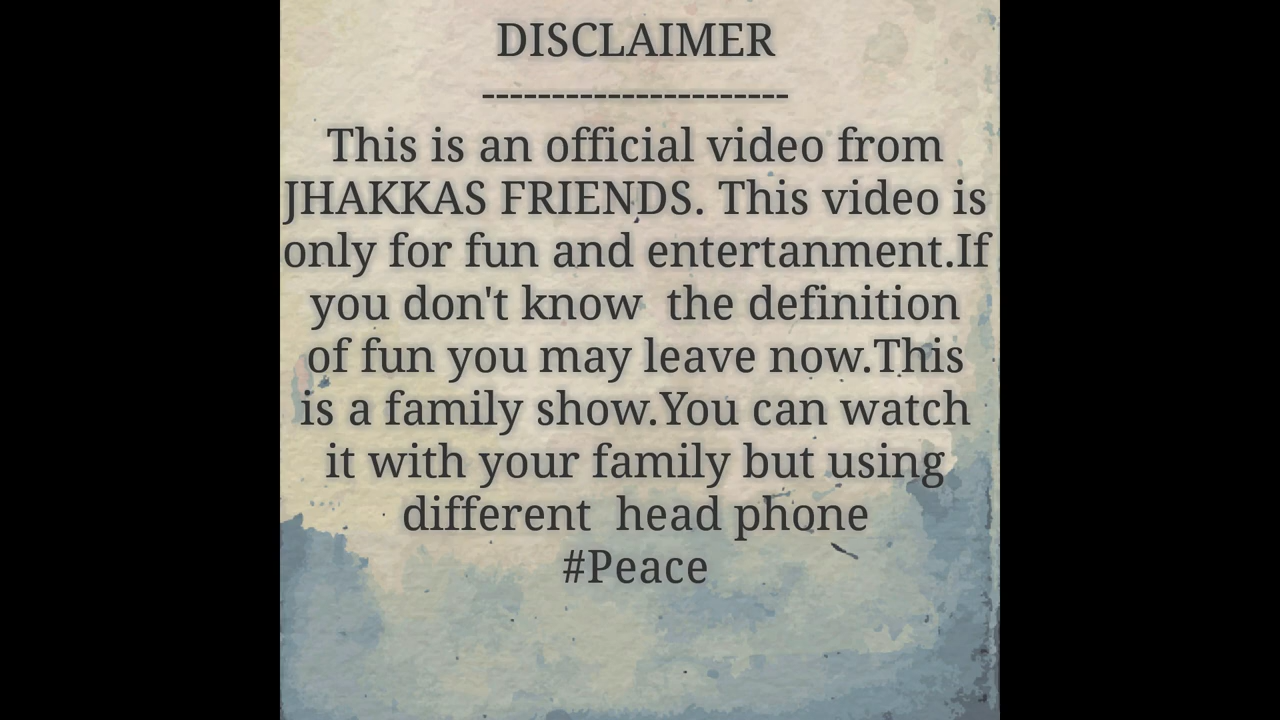 DISCLAIMER
----------------------
This is an official video from
JHAKKAS FRIENDS. This video is
only for fun and entertanment.If
you don't know  the definition
of fun you may leave now.This
is a family show.You can watch
it with your family but using
different  head phone
#Peace